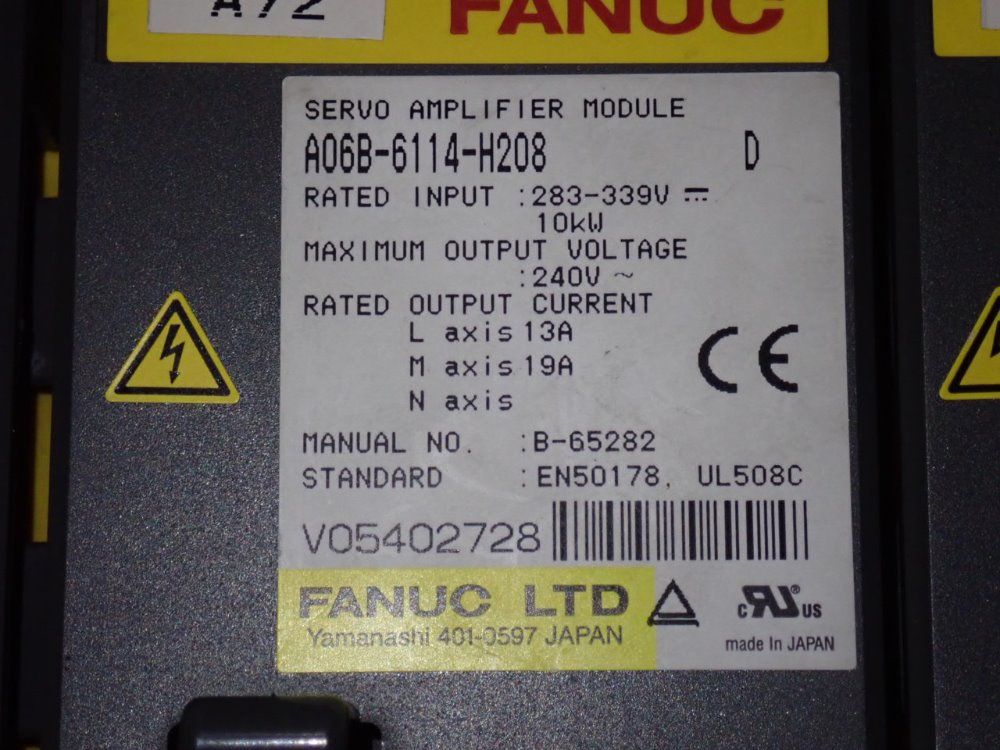 A72
FANUC
SERVO AMPLIFIER MODULE
A06B-6114-H208 D
RATED INPUT :283-339V ⎓
10kW
MAXIMUM OUTPUT VOLTAGE
:240V ~
RATED OUTPUT CURRENT
L axis 13A
M axis 19A
N axis
CE
MANUAL NO. :B-65282
STANDARD :EN50178, UL508C
V05402728
FANUC LTD
Yamanashi 401-0597 JAPAN
c RU US
made In JAPAN